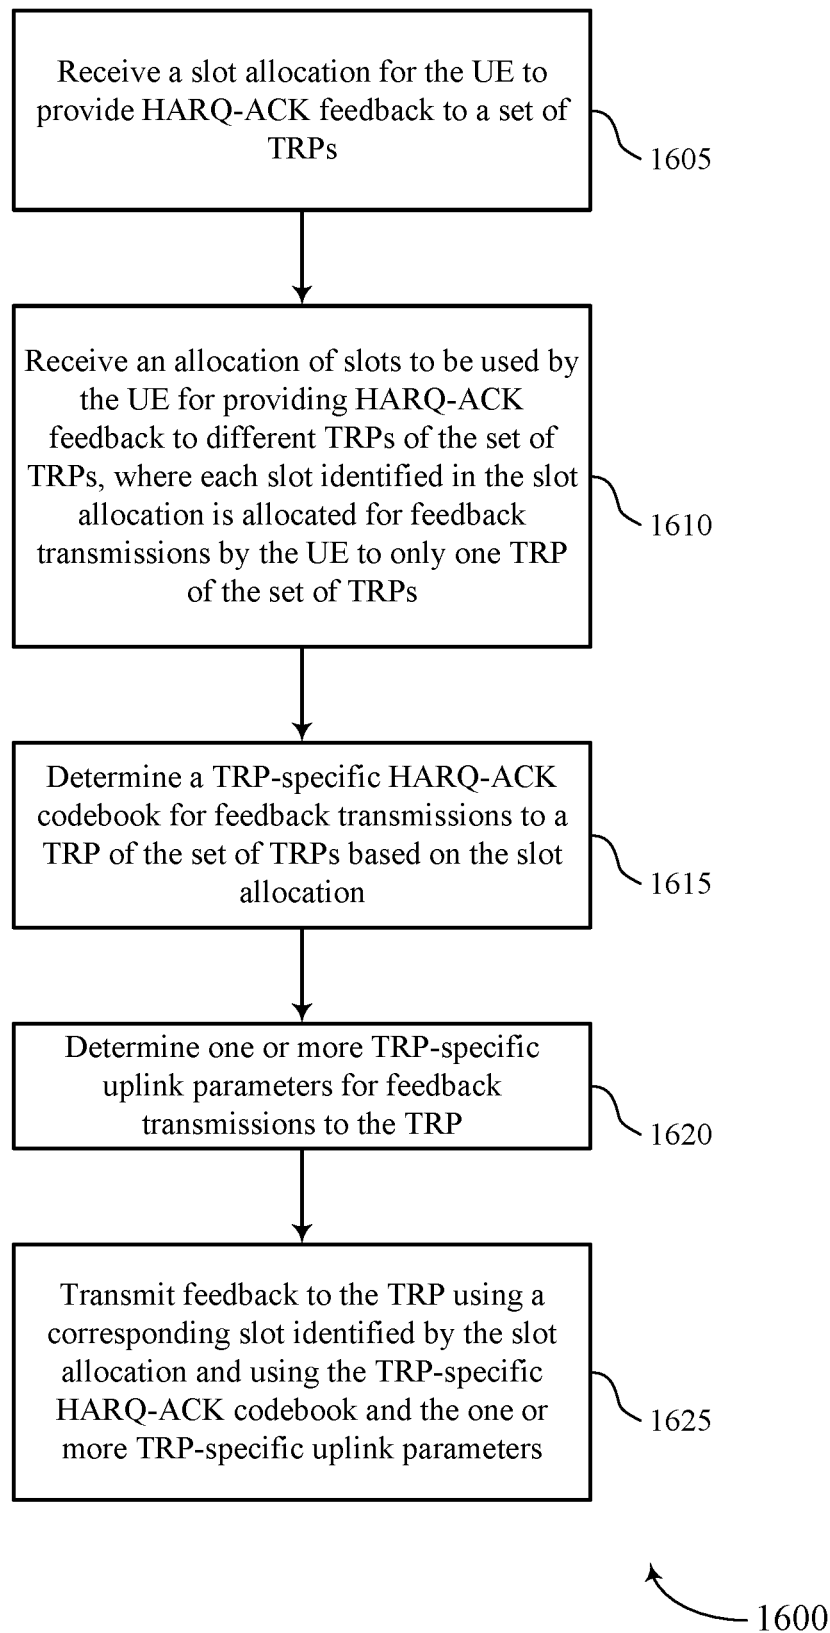 Receive a slot allocation for the UE to
provide HARQ-ACK feedback to a set of
TRPs
1605
Receive an allocation of slots to be used by
the UE for providing HARQ-ACK
feedback to different TRPs of the set of
TRPs, where each slot identified in the slot
allocation is allocated for feedback
transmissions by the UE to only one TRP
of the set of TRPs
1610
Determine a TRP-specific HARQ-ACK
codebook for feedback transmissions to a
TRP of the set of TRPs based on the slot
allocation
1615
Determine one or more TRP-specific
uplink parameters for feedback
transmissions to the TRP
1620
Transmit feedback to the TRP using a
corresponding slot identified by the slot
allocation and using the TRP-specific
HARQ-ACK codebook and the one or
more TRP-specific uplink parameters
1625
1600